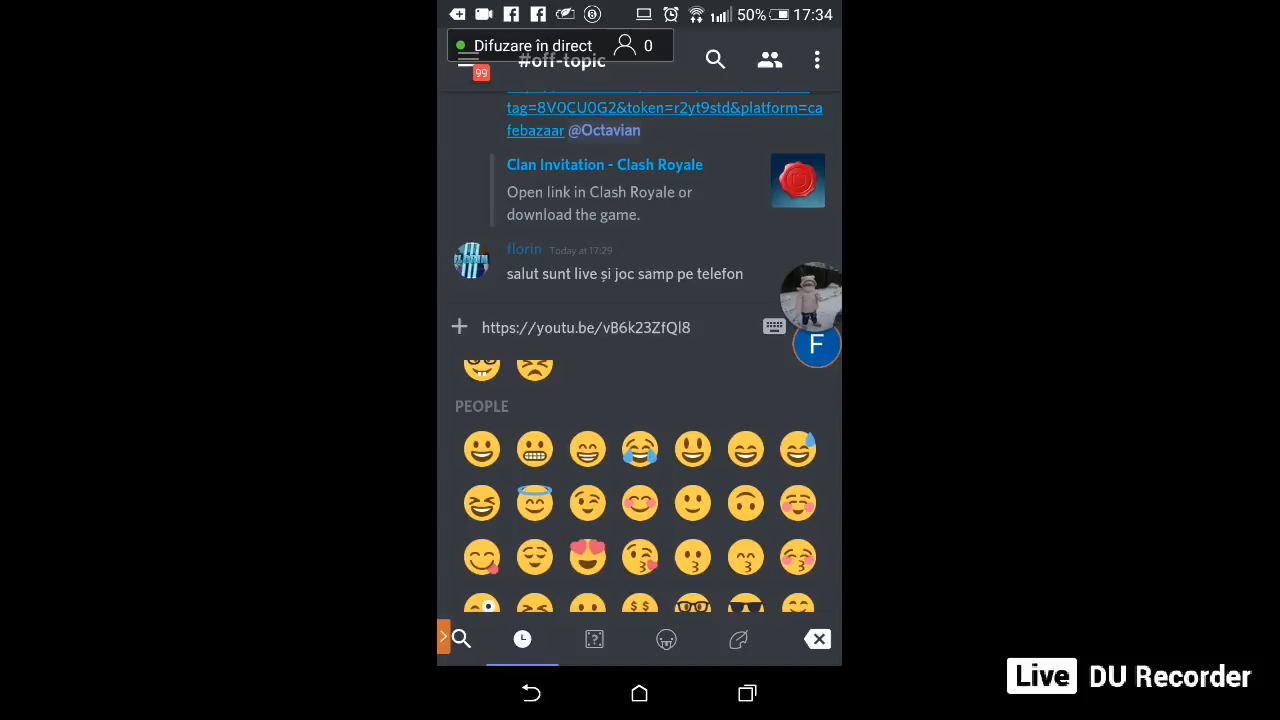 50% 17:34
Difuzare în direct 0
#off-topic
99
tag=8V0CU0G2&token=r2yt9std&platform=ca
febazaar @Octavian
Clan Invitation - Clash Royale
Open link in Clash Royale or
download the game.
florin Today at 17:29
salut sunt live și joc samp pe telefon
https://youtu.be/vB6k23ZfQl8
F
PEOPLE
Live DU Recorder